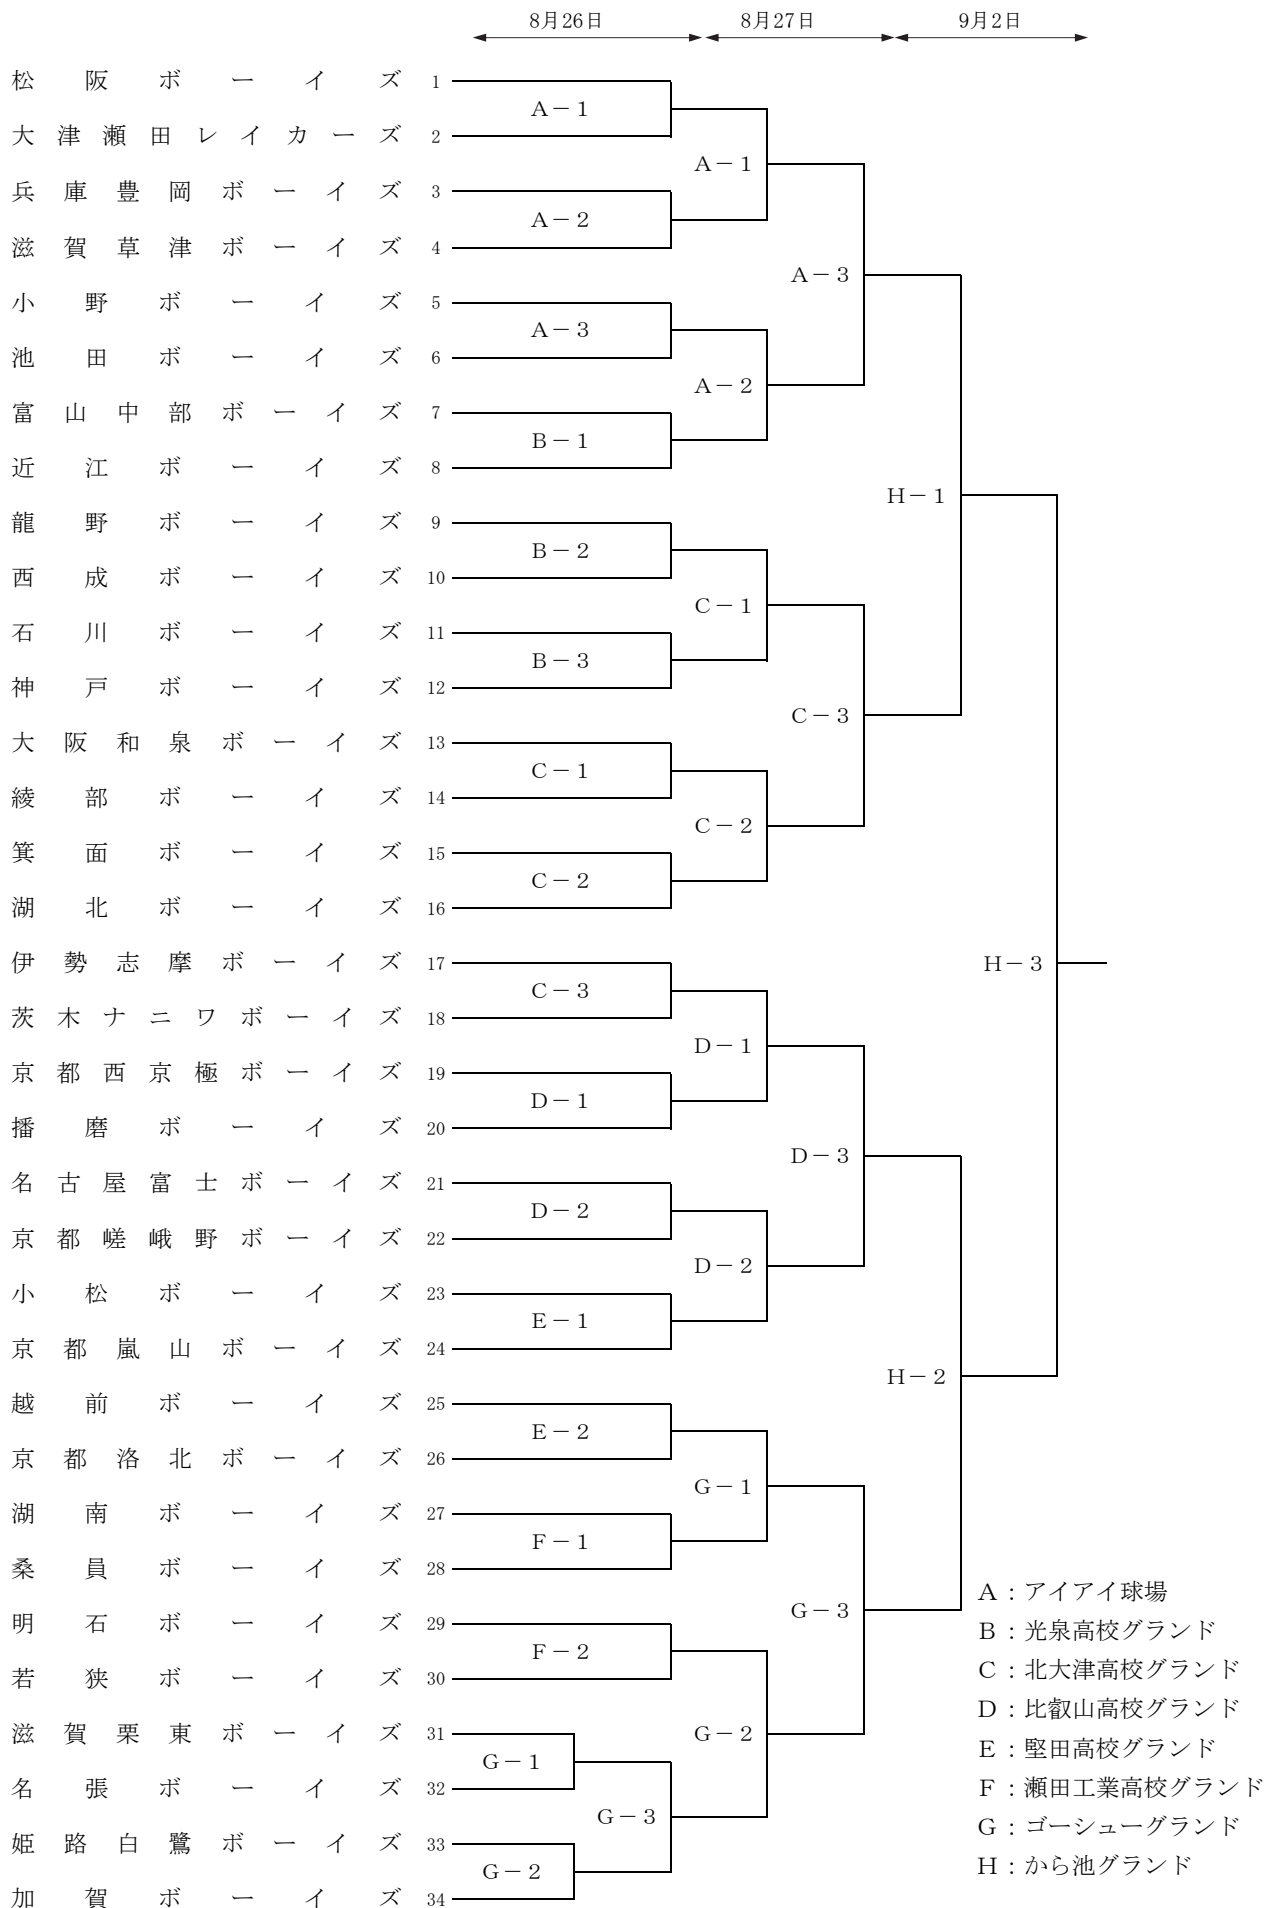 8月26日 8月27日 9月2日
松阪ボーイズ 1
A－1
大津瀬田レイカーズ 2
A－1
兵庫豊岡ボーイズ 3
A－2
滋賀草津ボーイズ 4
A－3
小野ボーイズ 5
A－3
池田ボーイズ 6
A－2
富山中部ボーイズ 7
B－1
近江ボーイズ 8
H－1
龍野ボーイズ 9
B－2
西成ボーイズ 10
C－1
石川ボーイズ 11
B－3
神戸ボーイズ 12
C－3
大阪和泉ボーイズ 13
C－1
綾部ボーイズ 14
C－2
箕面ボーイズ 15
C－2
湖北ボーイズ 16
伊勢志摩ボーイズ 17
H－3
C－3
茨木ナニワボーイズ 18
D－1
京都西京極ボーイズ 19
D－1
播磨ボーイズ 20
D－3
名古屋富士ボーイズ 21
D－2
京都嵯峨野ボーイズ 22
D－2
小松ボーイズ 23
E－1
京都嵐山ボーイズ 24
H－2
越前ボーイズ 25
E－2
京都洛北ボーイズ 26
G－1
湖南ボーイズ 27
F－1
桑員ボーイズ 28
G－3
明石ボーイズ 29
F－2
若狭ボーイズ 30
滋賀栗東ボーイズ 31
G－2
G－1
名張ボーイズ 32
G－3
姫路白鷺ボーイズ 33
G－2
加賀ボーイズ 34
A：アイアイ球場
B：光泉高校グランド
C：北大津高校グランド
D：比叡山高校グランド
E：堅田高校グランド
F：瀬田工業高校グランド
G：ゴーシューグランド
H：から池グランド